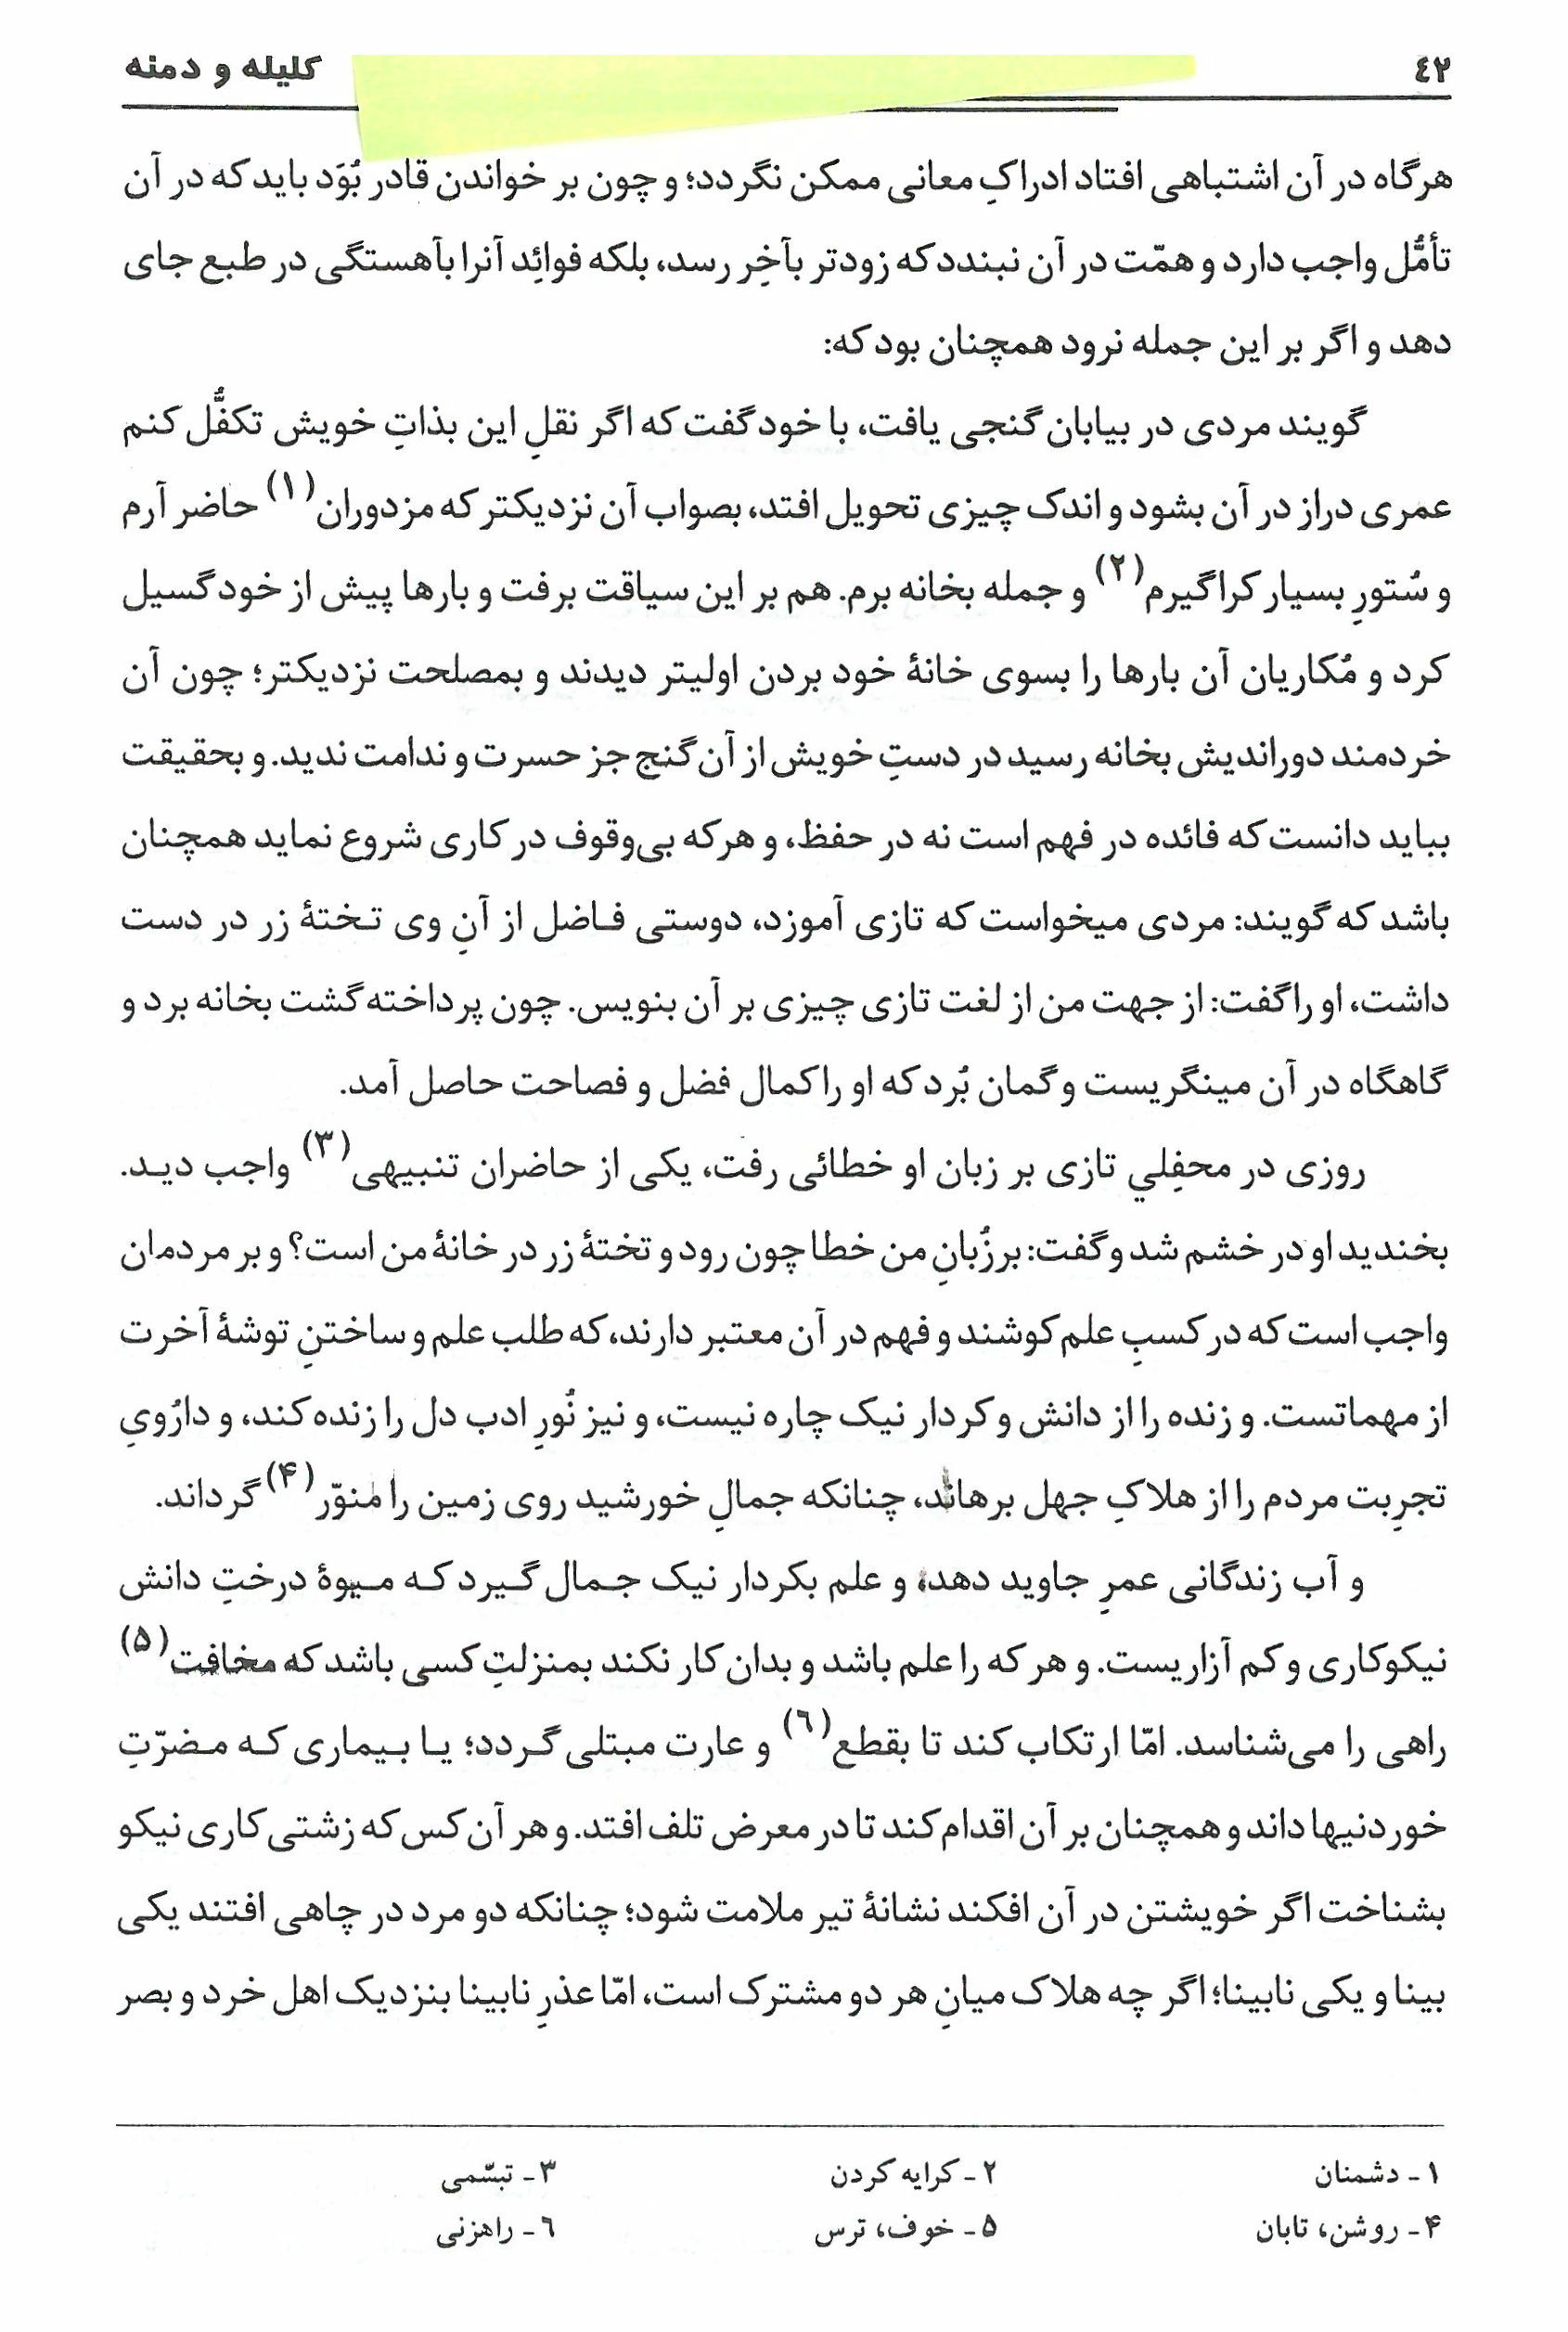 ٤٢ کلیله و دمنه
هرگاه در آن اشتباهی افتاد ادراکِ معانی ممکن نگردد؛ و چون بر خواندن قادر بُوَد باید که در آن
تأمُّل واجب دارد و همّت در آن نبندد که زودتر بآخِر رسد، بلکه فوائِد آنرا بآهستگی در طبع جای
دهد و اگر بر این جمله نرود همچنان بود که:
گویند مردی در بیابان گنجی یافت، با خود گفت که اگر نقلِ این بذاتِ خویش تکفُّل کنم
عمری دراز در آن بشود و اندک چیزی تحویل افتد، بصواب آن نزدیکتر که مزدوران(۱) حاضر آرم
و سُتورِ بسیار کرا گیرم(۲) و جمله بخانه برم. هم بر این سیاقت برفت و بارها پیش از خود گسیل
کرد و مُکاریان آن بارها را بسوی خانهٔ خود بردن اولیتر دیدند و بمصلحت نزدیکتر؛ چون آن
خردمند دوراندیش بخانه رسید در دستِ خویش از آن گنج جز حسرت و ندامت ندید. و بحقیقت
بباید دانست که فائده در فهم است نه در حفظ، و هرکه بی‌وقوف در کاری شروع نماید همچنان
باشد که گویند: مردی میخواست که تازی آموزد، دوستی فاضل از آنِ وی تختهٔ زر در دست
داشت، او را گفت: از جهت من از لغت تازی چیزی بر آن بنویس. چون پرداخته گشت بخانه برد و
گاهگاه در آن مینگریست و گمان بُرد که او را کمال فضل و فصاحت حاصل آمد.
روزی در محفِلیِ تازی بر زبان او خطائی رفت، یکی از حاضران تنبیهی(۳) واجب دید.
بخندید او در خشم شد و گفت: بر زُبانِ من خطا چون رود و تختهٔ زر در خانهٔ من است؟ و بر مردمان
واجب است که در کسبِ علم کوشند و فهم در آن معتبر دارند، که طلب علم و ساختنِ توشهٔ آخرت
از مهماتست. و زنده را از دانش و کردار نیک چاره نیست، و نیز نُورِ ادب دل را زنده کند، و دارُویِ
تجرِبت مردم را از هلاکِ جهل برهاند، چنانکه جمالِ خورشید روی زمین را مُنوّر(۴) گرداند.
و آب زندگانی عمرِ جاوید دهد؛ و علم بکردار نیک جمال گیرد که میوهٔ درختِ دانش
نیکوکاری و کم آزاریست. و هر که را علم باشد و بدان کار نکند بمنزلتِ کسی باشد که مخافت(۵)
راهی را می‌شناسد. امّا ارتکاب کند تا بقطع(٦) و عارت مبتلی گردد؛ یا بیماری که مضرّتِ
خوردنیها داند و همچنان بر آن اقدام کند تا در معرض تلف افتد. و هر آن کس که زشتی کاری نیکو
بشناخت اگر خویشتن در آن افکند نشانهٔ تیر ملامت شود؛ چنانکه دو مرد در چاهی افتند یکی
بینا و یکی نابینا؛ اگر چه هلاک میانِ هر دو مشترک است، امّا عذرِ نابینا بنزدیک اهل خرد و بصر
۱ - دشمنان ۲ - کرایه کردن ۳ - تبسّمی
۴ - روشن، تابان ۵ - خوف، ترس ٦ - راهزنی